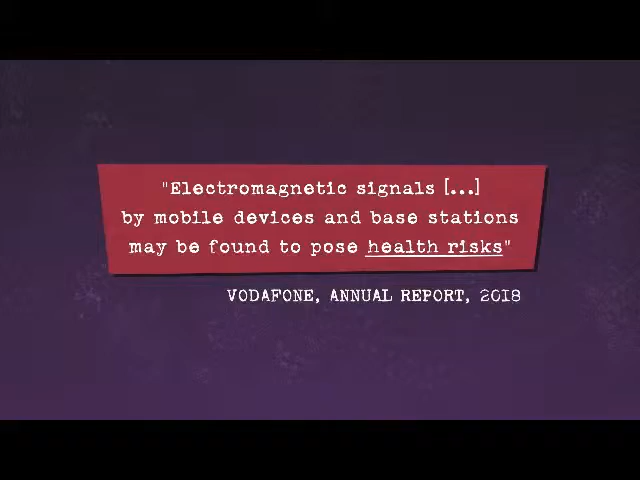 "Electromagnetic signals [...]
by mobile devices and base stations
may be found to pose health risks"
VODAFONE, ANNUAL REPORT, 2018